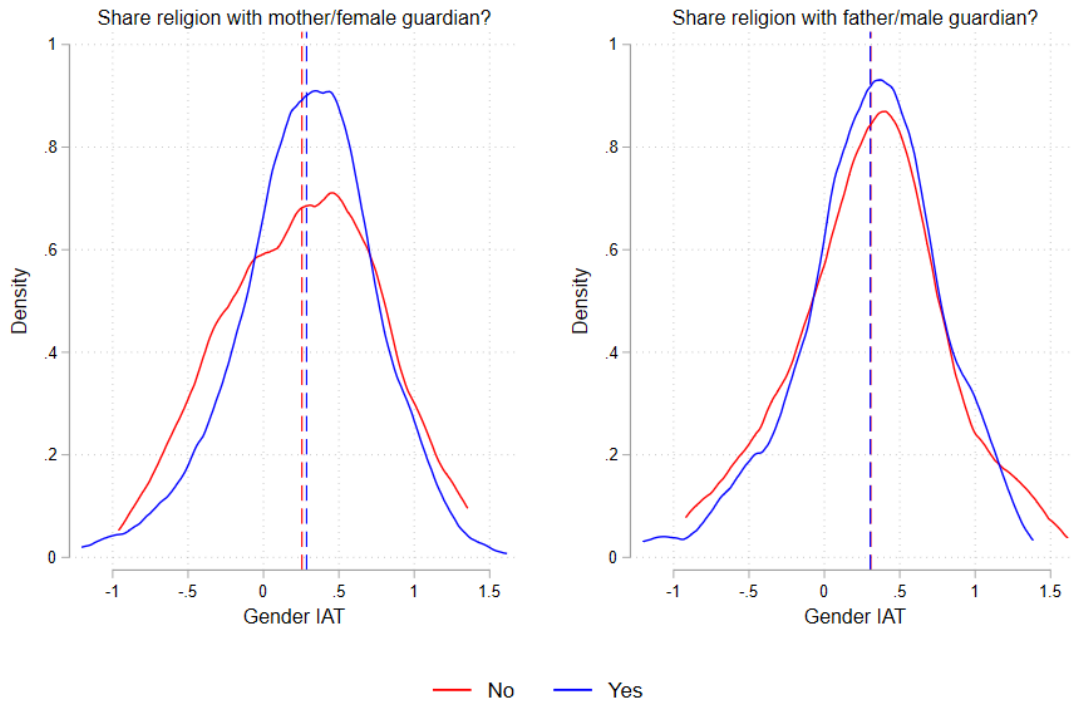 Share religion with mother/female guardian?
1
.8
.6
.4
.2
0
Density
-1 -.5 0 .5 1 1.5
Gender IAT
Share religion with father/male guardian?
1
.8
.6
.4
.2
0
Density
-1 -.5 0 .5 1 1.5
Gender IAT
No Yes